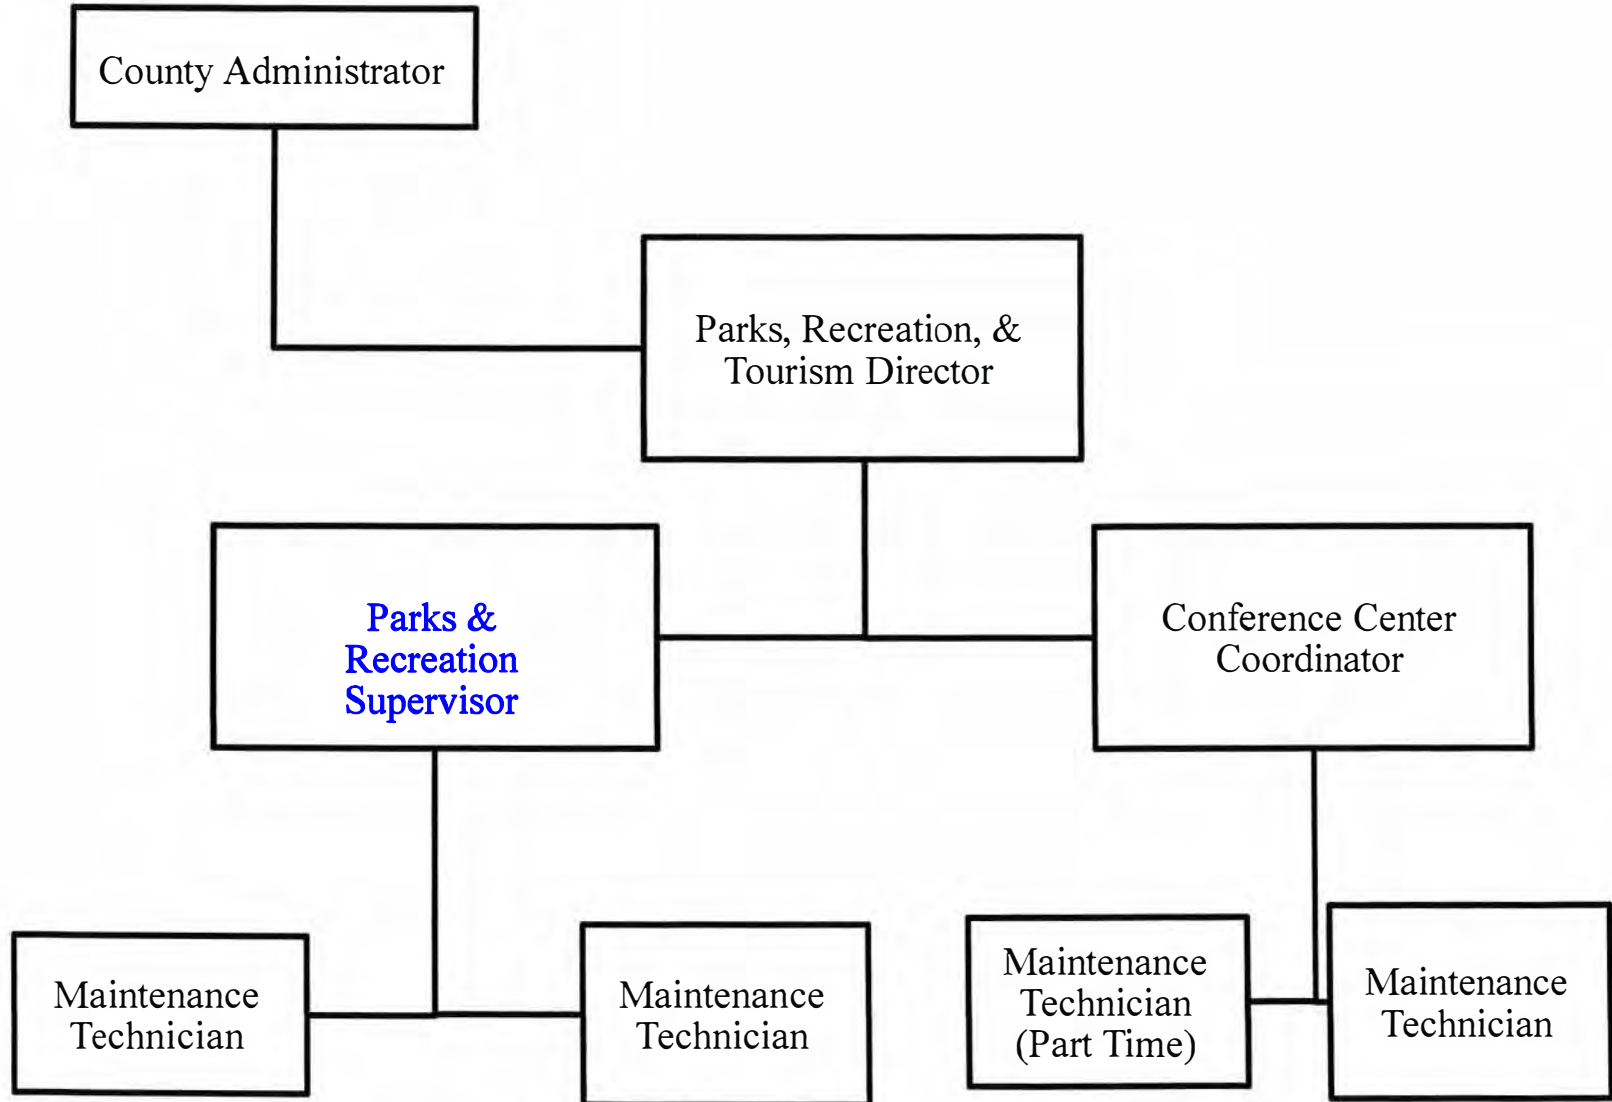 County Administrator
Parks, Recreation, &
Tourism Director
Parks &
Recreation
Supervisor
Conference Center
Coordinator
Maintenance
Technician
Maintenance
Technician
Maintenance
Technician
(Part Time)
Maintenance
Technician